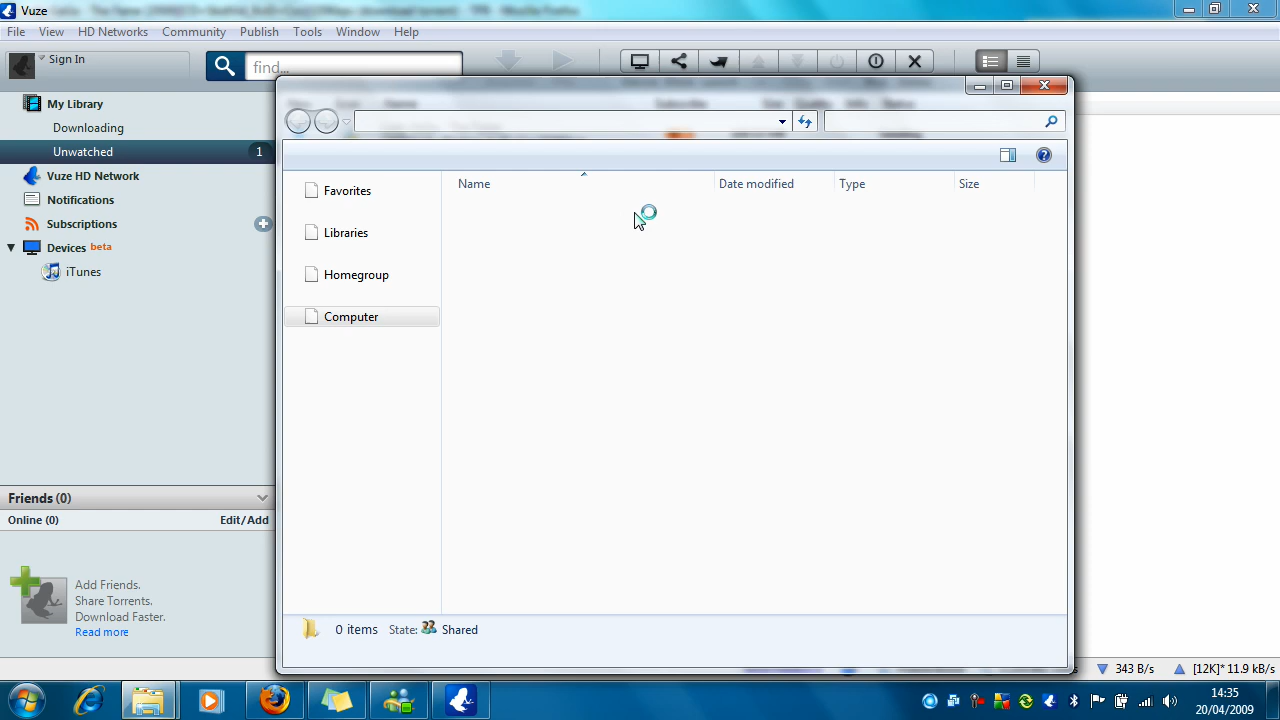 Vuze
File View HD Networks Community Publish Tools Window Help
Sign In
find...
My Library
Downloading
Unwatched 1
Vuze HD Network
Notifications
Subscriptions
Devices beta
iTunes
Name Date modified Type Size
Favorites
Libraries
Homegroup
Computer
Friends (0)
Online (0) Edit/Add
Add Friends.
Share Torrents.
Download Faster.
Read more
0 items State: Shared
343 B/s [12K]* 11.9 kB/s
14:35
20/04/2009